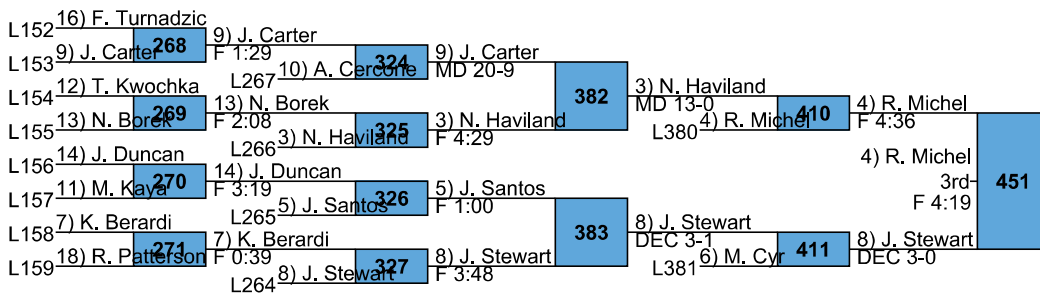 L152
16) F. Turnadzic
268
L153
9) J. Carter
9) J. Carter
F 1:29
324
L267
10) A. Cercone
9) J. Carter
MD 20-9
L154
12) T. Kwochka
269
L155
13) N. Borek
13) N. Borek
F 2:08
325
L266
3) N. Haviland
3) N. Haviland
F 4:29
382
3) N. Haviland
MD 13-0
L380
4) R. Michel
410
4) R. Michel
F 4:36
L156
14) J. Duncan
270
L157
11) M. Kaya
14) J. Duncan
F 3:19
326
L265
5) J. Santos
5) J. Santos
F 1:00
L158
7) K. Berardi
271
L159
18) R. Patterson
7) K. Berardi
F 0:39
327
L264
8) J. Stewart
8) J. Stewart
F 3:48
383
8) J. Stewart
DEC 3-1
L381
6) M. Cyr
411
8) J. Stewart
DEC 3-0
451
4) R. Michel
3rd
F 4:19